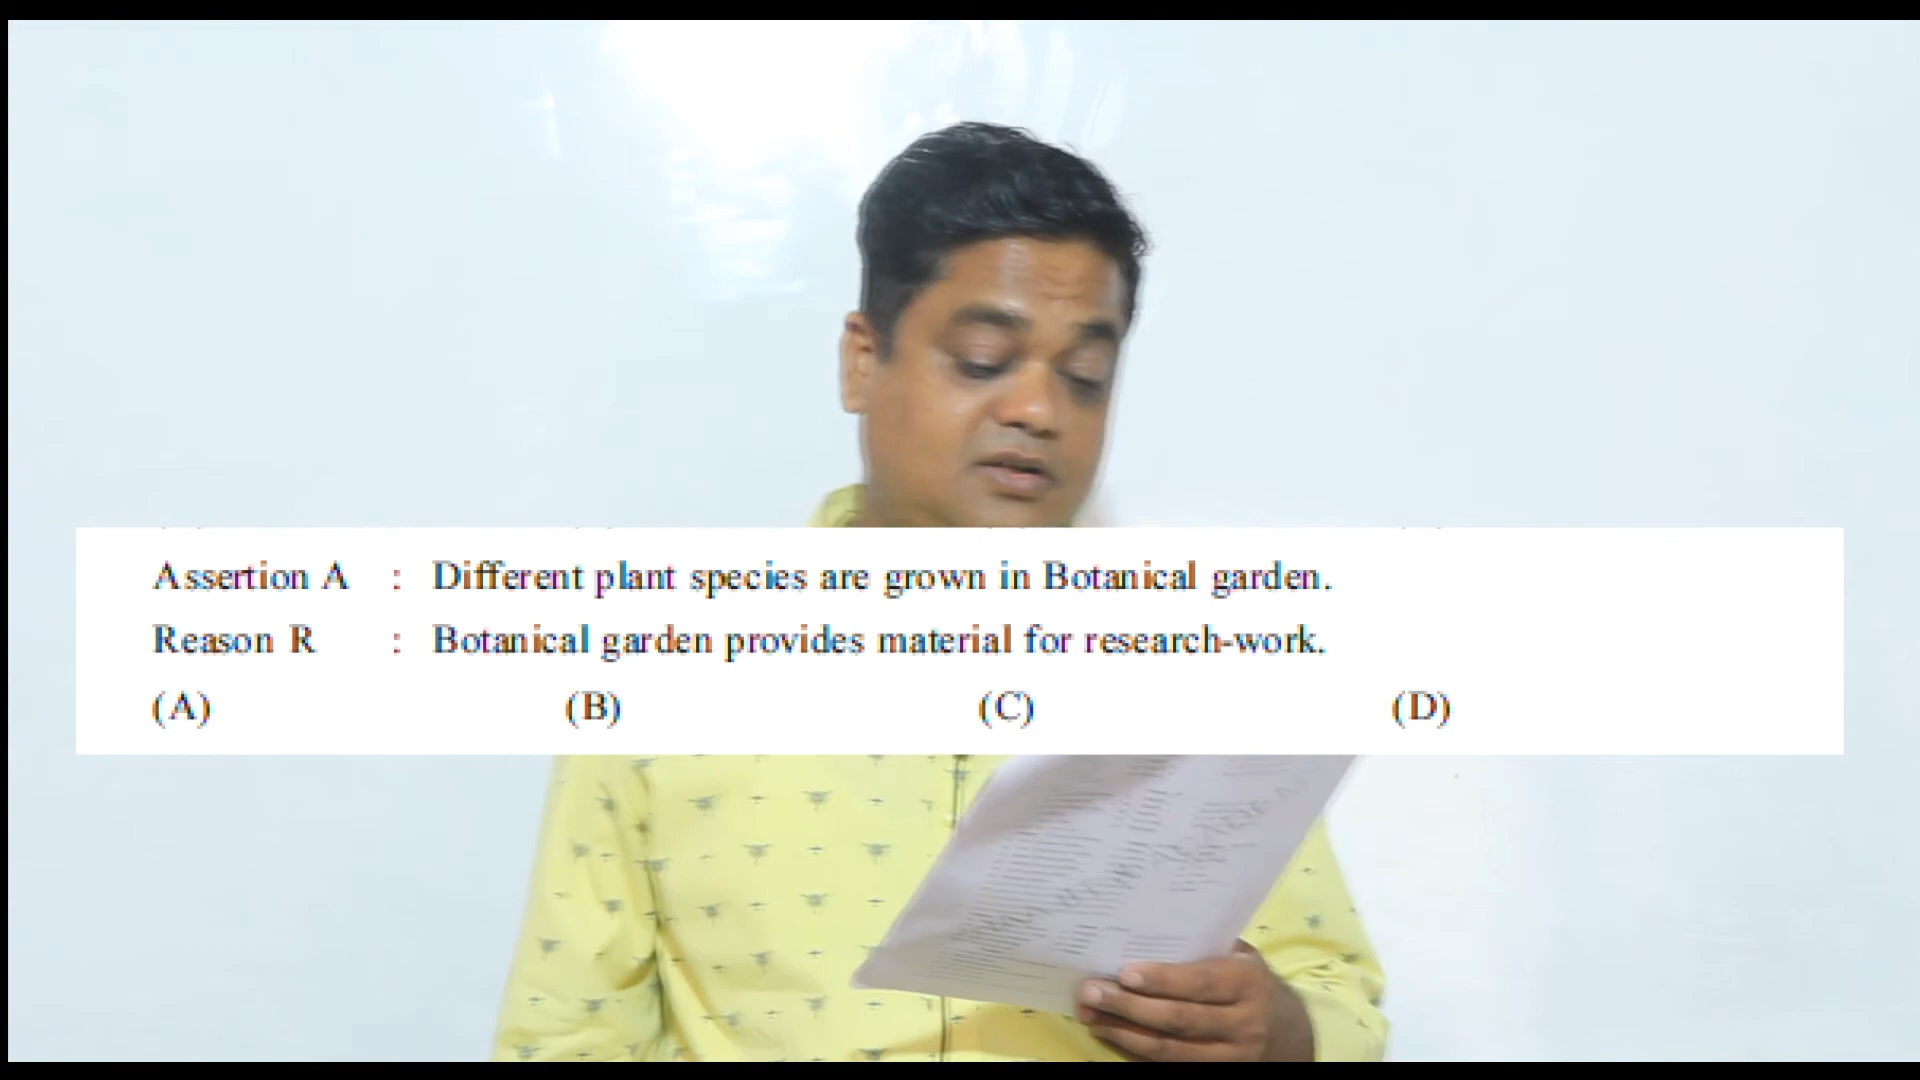 Assertion A : Different plant species are grown in Botanical garden.
Reason R : Botanical garden provides material for research-work.
(A) (B) (C) (D)